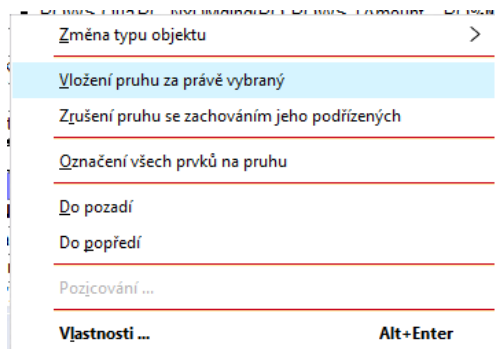 Změna typu objektu >
Vložení pruhu za právě vybraný
Zrušení pruhu se zachováním jeho podřízených
Označení všech prvků na pruhu
Do pozadí
Do popředí
Pozicování ...
Vlastnosti ... Alt+Enter